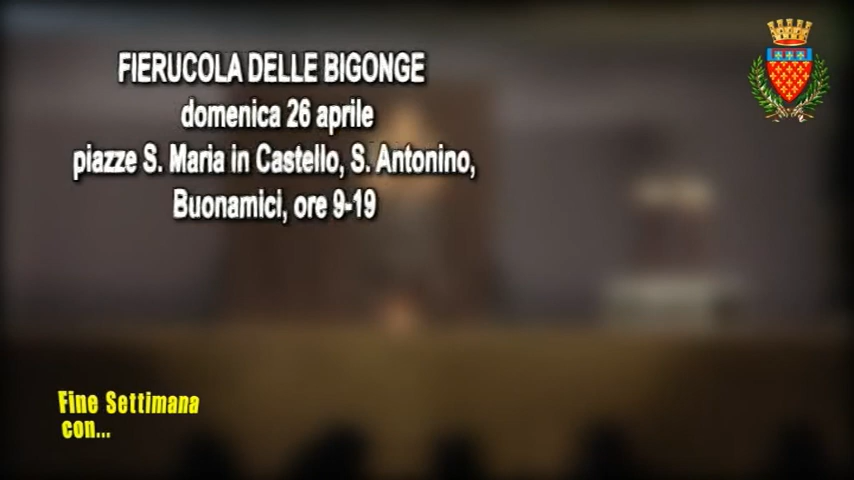 FIERUCOLA DELLE BIGONGE
domenica 26 aprile
piazze S. Maria in Castello, S. Antonino,
Buonamici, ore 9-19
Fine Settimana
con...